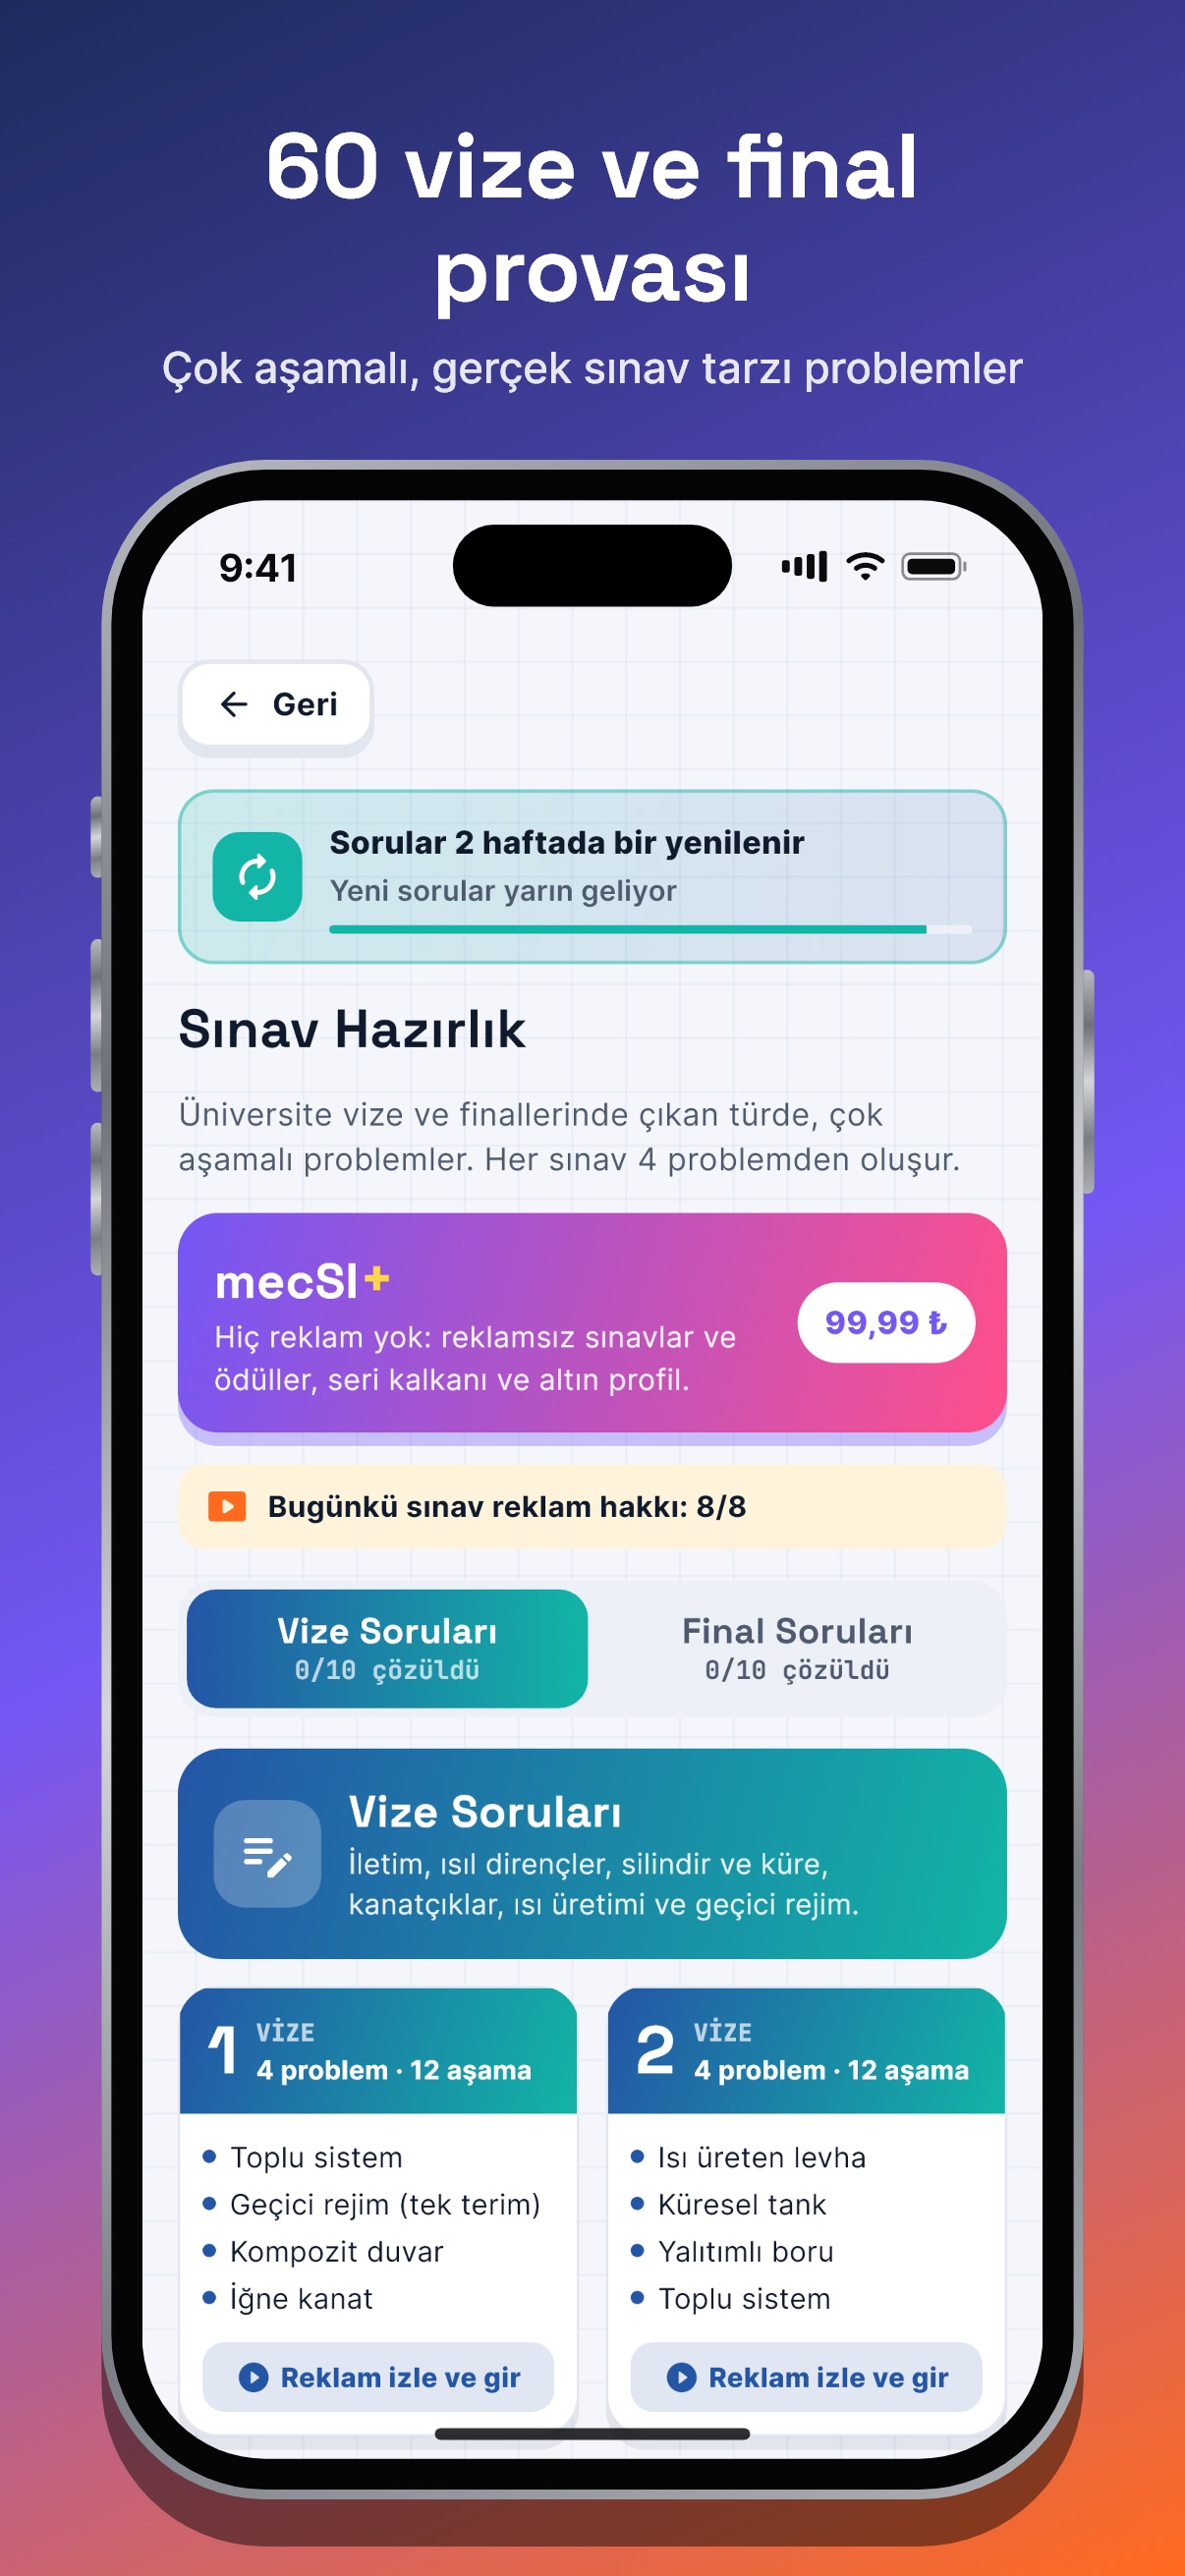 60 vize ve final
provası
Çok aşamalı, gerçek sınav tarzı problemler
9:41
Geri
Sorular 2 haftada bir yenilenir
Yeni sorular yarın geliyor
Sınav Hazırlık
Üniversite vize ve finallerinde çıkan türde, çok
aşamalı problemler. Her sınav 4 problemden oluşur.
mecSI+
Hiç reklam yok: reklamsız sınavlar ve
ödüller, seri kalkanı ve altın profil.
99,99 ₺
Bugünkü sınav reklam hakkı: 8/8
Vize Soruları
0/10 çözüldü
Final Soruları
0/10 çözüldü
Vize Soruları
İletim, ısıl dirençler, silindir ve küre,
kanatçıklar, ısı üretimi ve geçici rejim.
1 VİZE
4 problem · 12 aşama
Toplu sistem
Geçici rejim (tek terim)
Kompozit duvar
İğne kanat
Reklam izle ve gir
2 VİZE
4 problem · 12 aşama
Isı üreten levha
Küresel tank
Yalıtımlı boru
Toplu sistem
Reklam izle ve gir